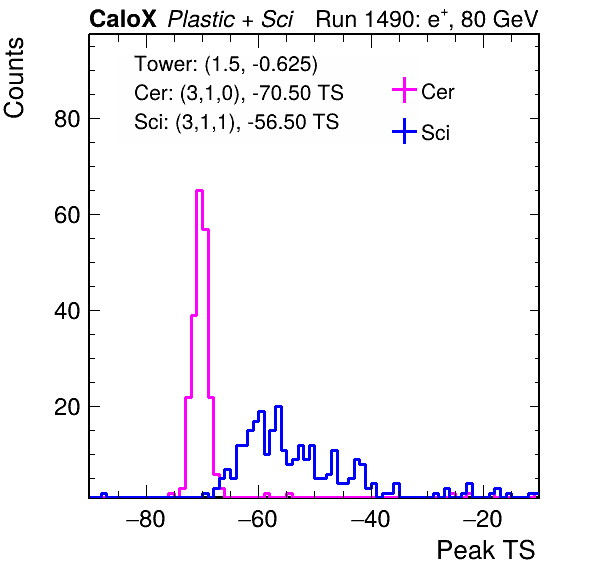 CaloX Plastic + Sci Run 1490: e+, 80 GeV
Counts
Tower: (1.5, -0.625)
Cer: (3,1,0), -70.50 TS
Sci: (3,1,1), -56.50 TS
Cer
Sci
80
60
40
20
−80 −60 −40 −20
Peak TS